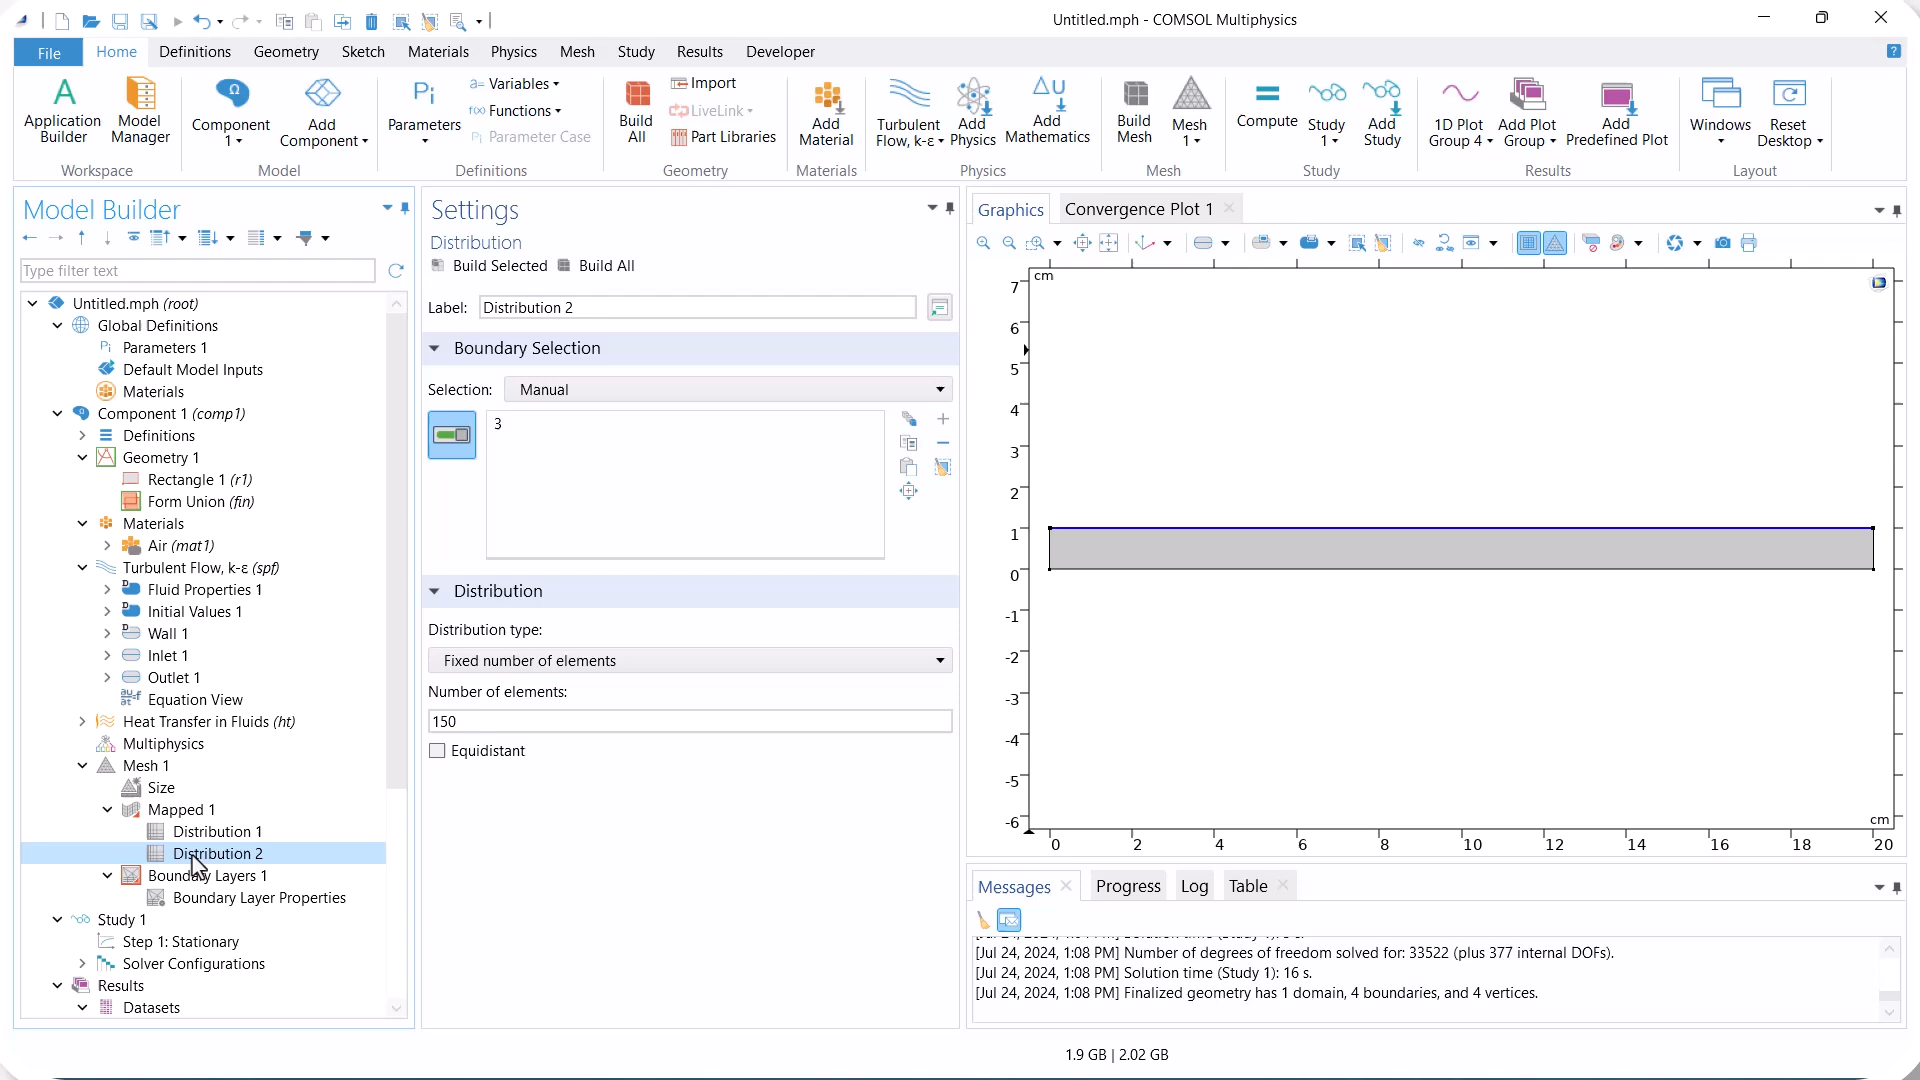 Untitled.mph - COMSOL Multiphysics
File Home Definitions Geometry Sketch Materials Physics Mesh Study Results Developer
Application Builder
Model Manager
Workspace
Component 1
Add Component
Model
Pi
Parameters
a= Variables
f(x) Functions
Pi Parameter Case
Definitions
Build All
Import
LiveLink
Part Libraries
Geometry
Add Material
Materials
Turbulent Flow, k-ε
Add Physics
ΔU
Add Mathematics
Physics
Build Mesh
Mesh 1
Mesh
Compute
Study 1
Add Study
Study
1D Plot Group 4
Add Plot Group
Add Predefined Plot
Results
Windows
Reset Desktop
Layout
Model Builder
Type filter text
Untitled.mph (root)
Global Definitions
Pi Parameters 1
Default Model Inputs
Materials
Component 1 (comp1)
Definitions
Geometry 1
Rectangle 1 (r1)
Form Union (fin)
Materials
Air (mat1)
Turbulent Flow, k-ε (spf)
D Fluid Properties 1
D Initial Values 1
D Wall 1
Inlet 1
Outlet 1
Equation View
Heat Transfer in Fluids (ht)
Multiphysics
Mesh 1
Size
Mapped 1
Distribution 1
Distribution 2
Boundary Layers 1
Boundary Layer Properties
Study 1
Step 1: Stationary
Solver Configurations
Results
Datasets
Settings
Distribution
Build Selected Build All
Label: Distribution 2
Boundary Selection
Selection: Manual
3
Distribution
Distribution type:
Fixed number of elements
Number of elements:
150
Equidistant
Graphics Convergence Plot 1
cm
7
6
5
4
3
2
1
0
-1
-2
-3
-4
-5
-6
cm
0 2 4 6 8 10 12 14 16 18 20
Messages Progress Log Table
[Jul 24, 2024, 1:08 PM] Number of degrees of freedom solved for: 33522 (plus 377 internal DOFs).
[Jul 24, 2024, 1:08 PM] Solution time (Study 1): 16 s.
[Jul 24, 2024, 1:08 PM] Finalized geometry has 1 domain, 4 boundaries, and 4 vertices.
1.9 GB | 2.02 GB